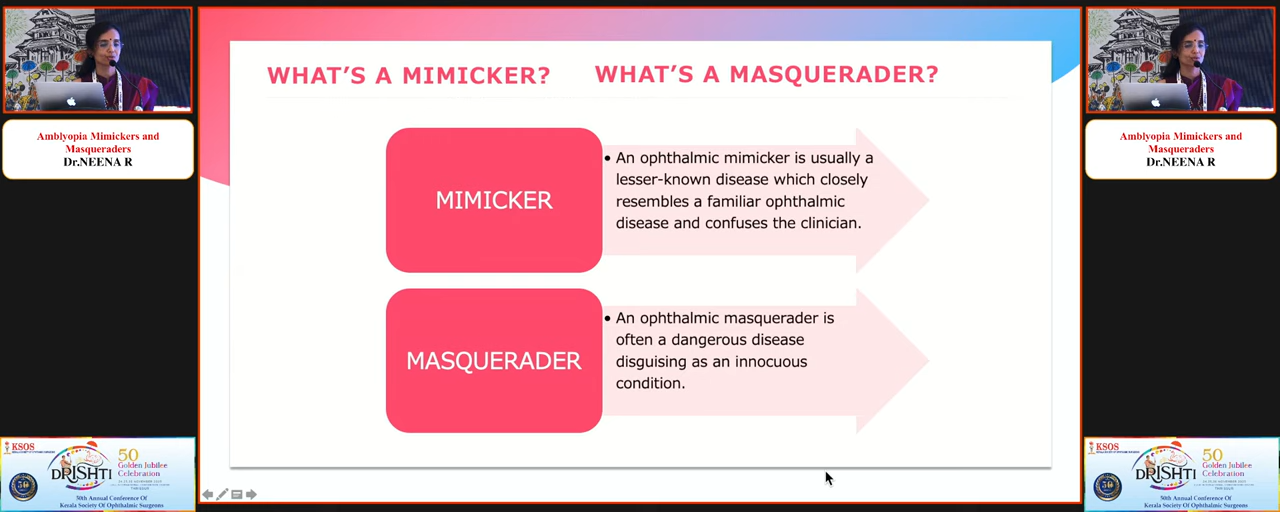 WHAT'S A MIMICKER?
WHAT'S A MASQUERADER?
MIMICKER
• An ophthalmic mimicker is usually a
lesser-known disease which closely
resembles a familiar ophthalmic
disease and confuses the clinician.
MASQUERADER
• An ophthalmic masquerader is
often a dangerous disease
disguising as an innocuous
condition.
Amblyopia Mimickers and
Masqueraders
Dr.NEENA R
Amblyopia Mimickers and
Masqueraders
Dr.NEENA R
KSOS
DRISHTI
50
Golden Jubilee
Celebration
50th Annual Conference Of
Kerala Society Of Ophthalmic Surgeons
KSOS
DRISHTI
50
Golden Jubilee
Celebration
50th Annual Conference Of
Kerala Society Of Ophthalmic Surgeons